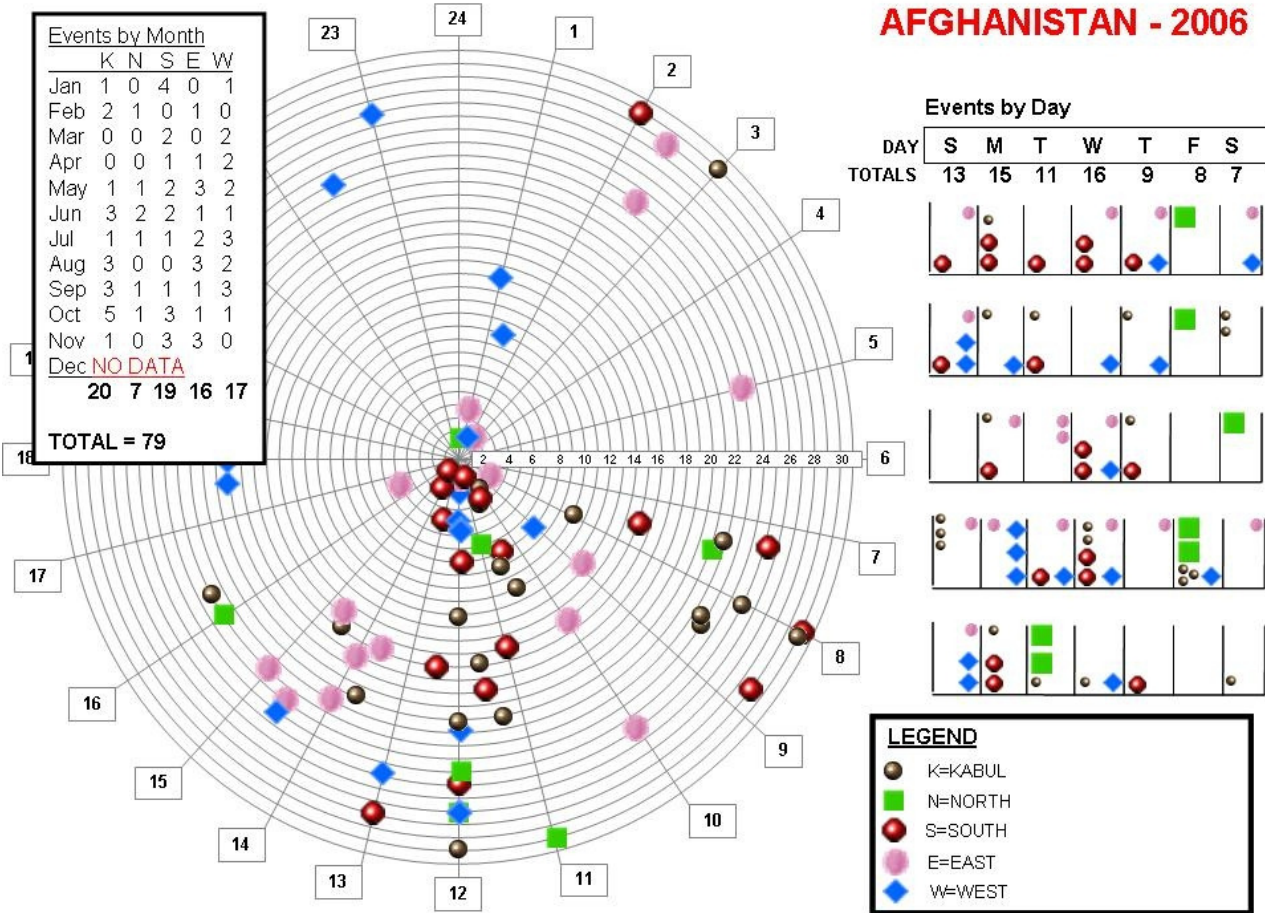 AFGHANISTAN - 2006
Events by Month
K N S E W
Jan 1 0 4 0 1
Feb 2 1 0 1 0
Mar 0 0 2 0 2
Apr 0 0 1 1 2
May 1 1 2 3 2
Jun 3 2 2 1 1
Jul 1 1 1 2 3
Aug 3 0 0 3 2
Sep 3 1 1 1 3
Oct 5 1 3 1 1
Nov 1 0 3 3 0
Dec NO DATA
20 7 19 16 17
TOTAL = 79
24
1
2
3
4
5
6
7
8
9
10
11
12
13
14
15
16
17
18
23
2 4 6 8 10 12 14 16 18 20 22 24 26 28 30
Events by Day
DAY S M T W T F S
TOTALS 13 15 11 16 9 8 7
LEGEND
K=KABUL
N=NORTH
S=SOUTH
E=EAST
W=WEST